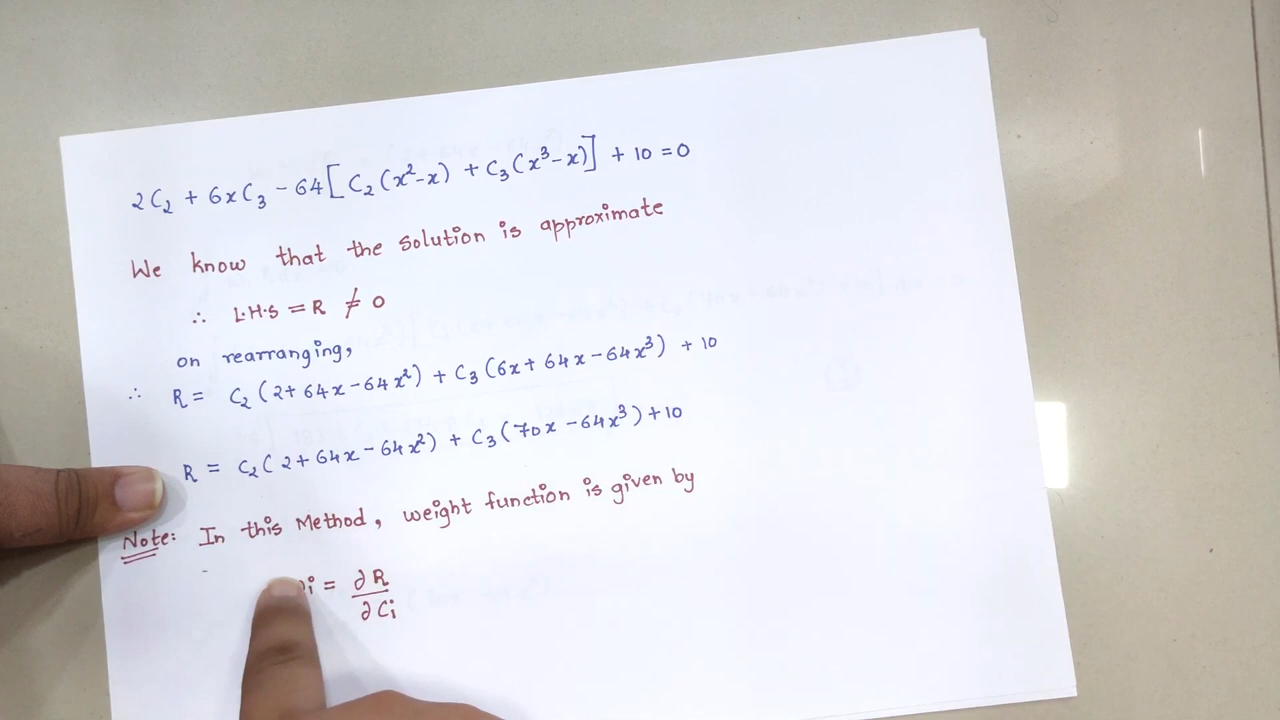 2C₂ + 6xC₃ - 64[C₂(x²-x) + C₃(x³-x)] + 10 = 0
We know that the solution is approximate
∴ L.H.S = R ≠ 0
on rearranging,
∴ R = C₂(2+64x-64x²) + C₃(6x+64x-64x³) + 10
R = C₂(2+64x-64x²) + C₃(70x-64x³)+10
Note: In this Method, weight function is given by
i = ∂R/∂Ci